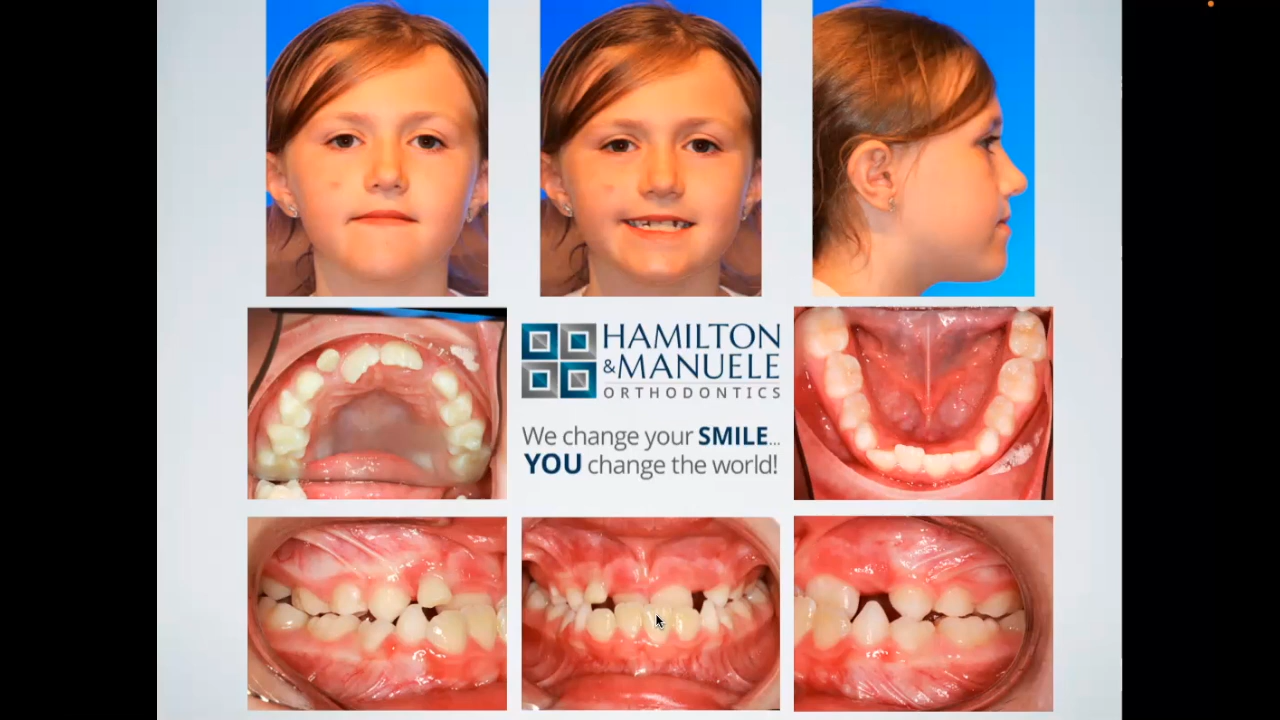 HAMILTON
&MANUELE
ORTHODONTICS
We change your SMILE...
YOU change the world!